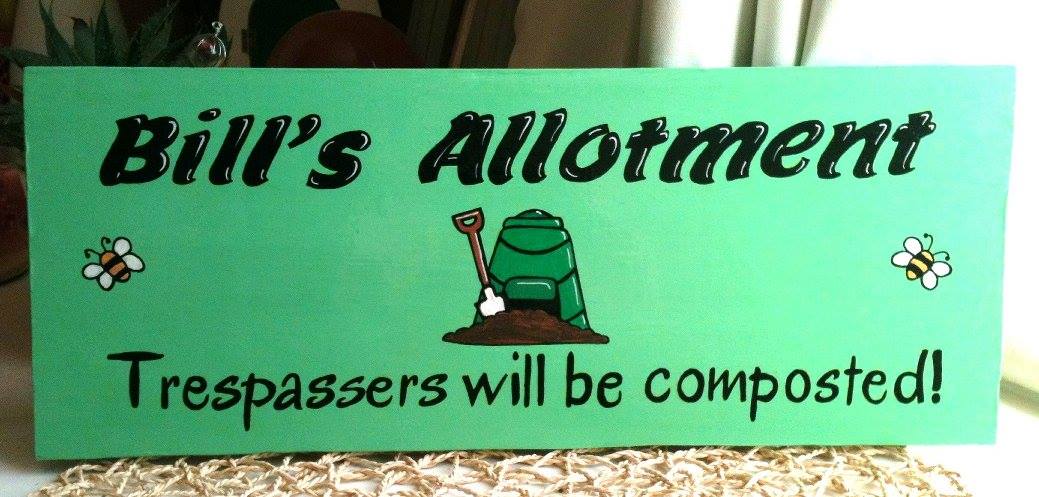 Bill's Allotment
Trespassers will be composted!